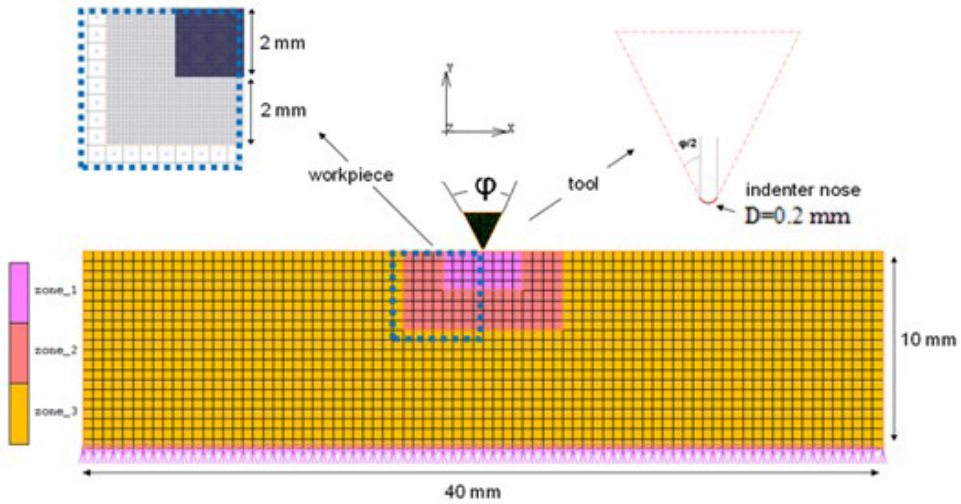 2 mm
2 mm
Y
Z
X
φ/2
workpiece
φ
tool
indenter nose
D=0.2 mm
zone_1
zone_2
zone_3
10 mm
40 mm